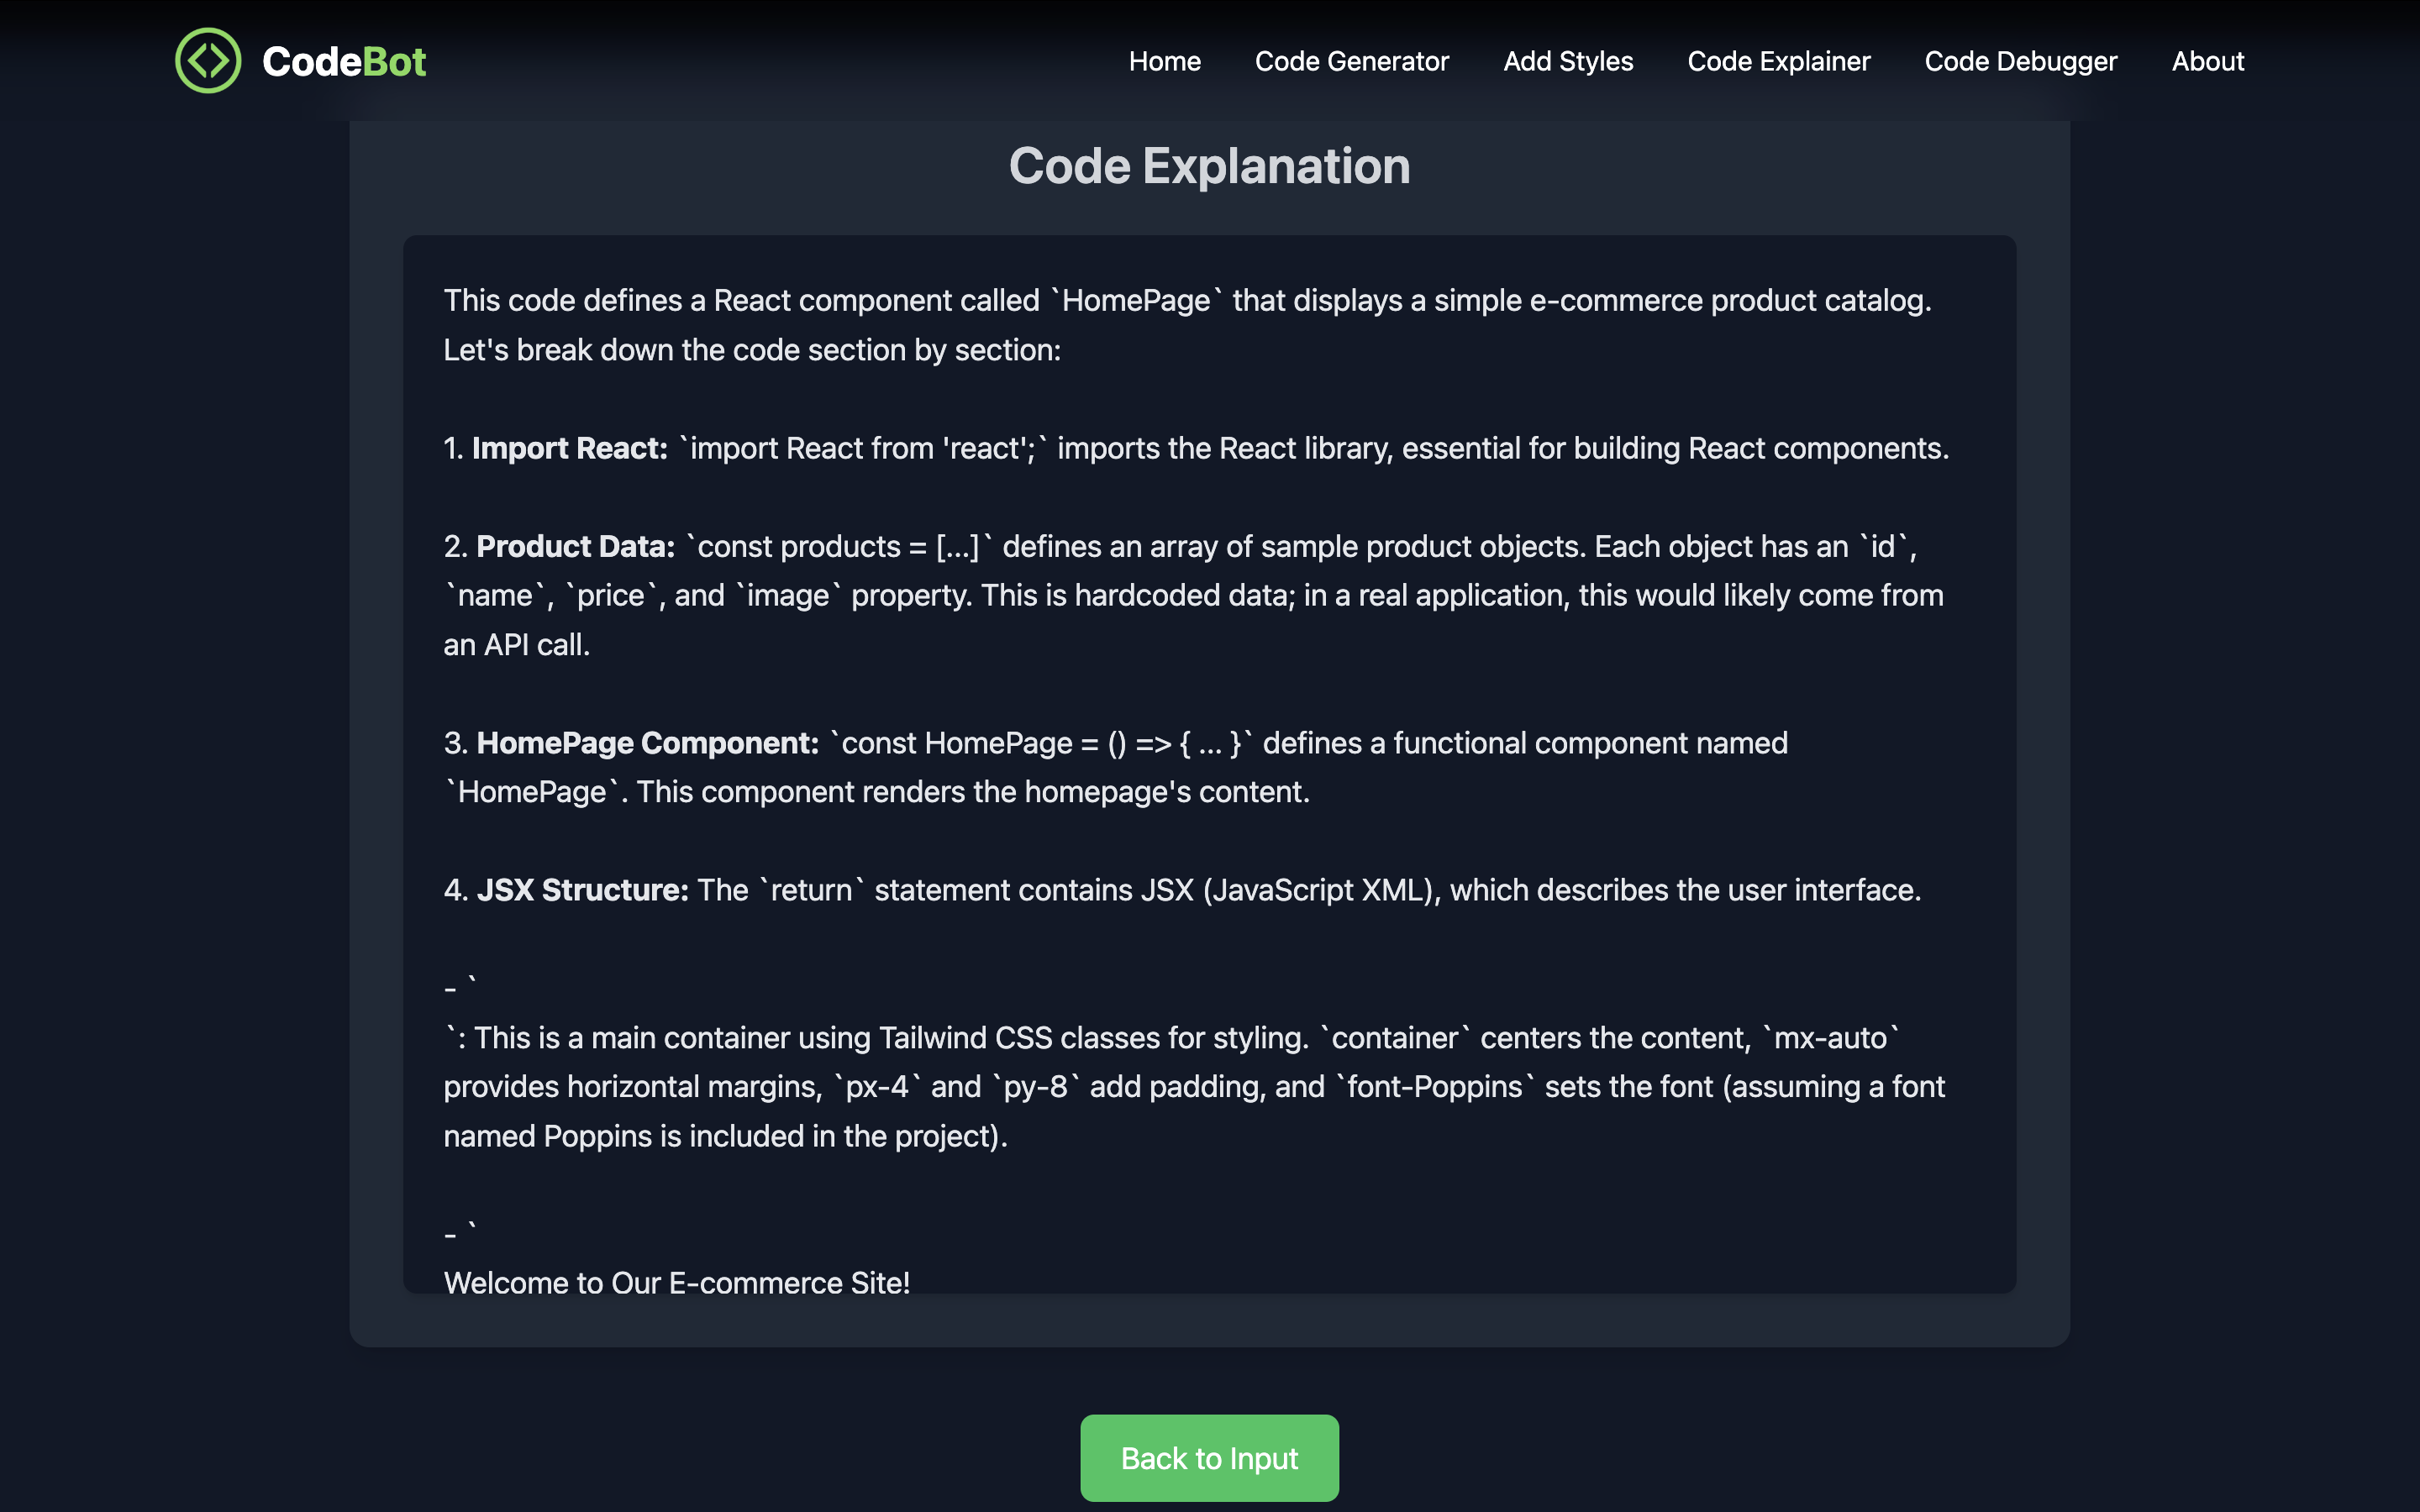 CodeBot
Home Code Generator Add Styles Code Explainer Code Debugger About
Code Explanation
This code defines a React component called `HomePage` that displays a simple e-commerce product catalog.
Let's break down the code section by section:
1. Import React: `import React from 'react';` imports the React library, essential for building React components.
2. Product Data: `const products = [...]` defines an array of sample product objects. Each object has an `id`,
`name`, `price`, and `image` property. This is hardcoded data; in a real application, this would likely come from
an API call.
3. HomePage Component: `const HomePage = () => { ... }` defines a functional component named
`HomePage`. This component renders the homepage's content.
4. JSX Structure: The `return` statement contains JSX (JavaScript XML), which describes the user interface.
- `
`: This is a main container using Tailwind CSS classes for styling. `container` centers the content, `mx-auto`
provides horizontal margins, `px-4` and `py-8` add padding, and `font-Poppins` sets the font (assuming a font
named Poppins is included in the project).
- `
Welcome to Our E-commerce Site!
Back to Input